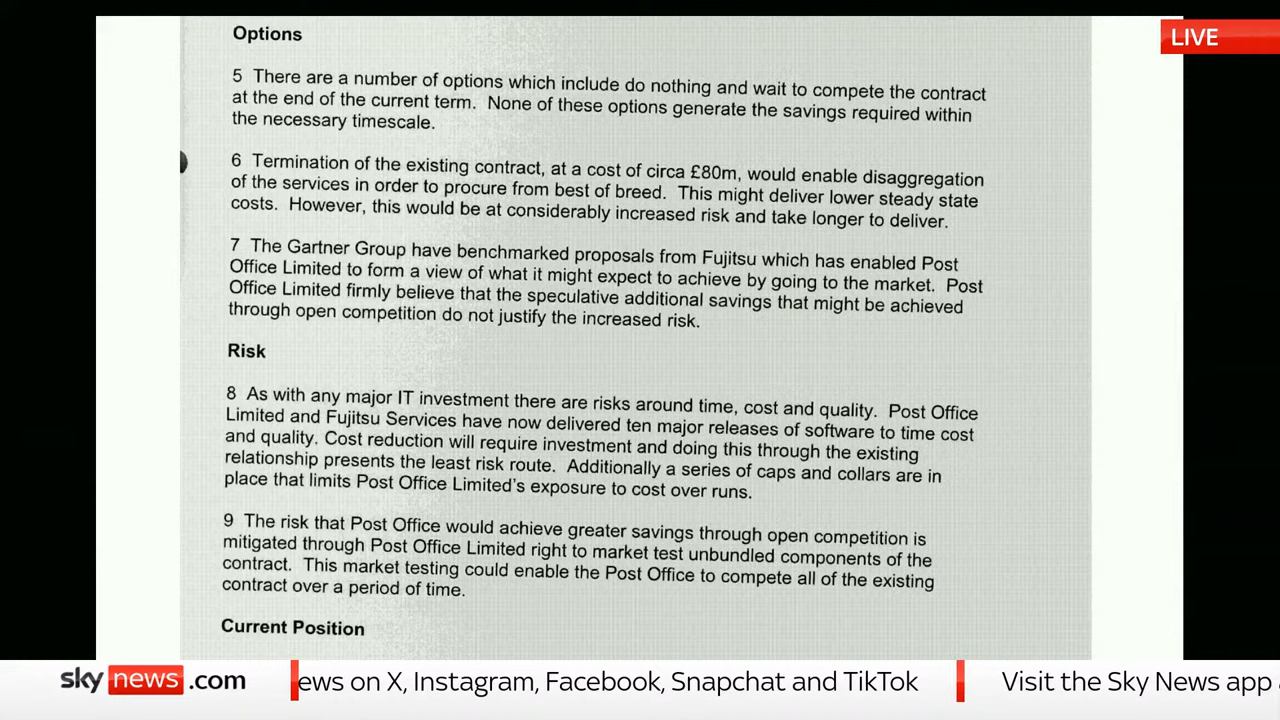 LIVE
Options
5 There are a number of options which include do nothing and wait to compete the contract
at the end of the current term. None of these options generate the savings required within
the necessary timescale.
6 Termination of the existing contract, at a cost of circa £80m, would enable disaggregation
of the services in order to procure from best of breed. This might deliver lower steady state
costs. However, this would be at considerably increased risk and take longer to deliver.
7 The Gartner Group have benchmarked proposals from Fujitsu which has enabled Post
Office Limited to form a view of what it might expect to achieve by going to the market. Post
Office Limited firmly believe that the speculative additional savings that might be achieved
through open competition do not justify the increased risk.
Risk
8 As with any major IT investment there are risks around time, cost and quality. Post Office
Limited and Fujitsu Services have now delivered ten major releases of software to time cost
and quality. Cost reduction will require investment and doing this through the existing
relationship presents the least risk route. Additionally a series of caps and collars are in
place that limits Post Office Limited's exposure to cost over runs.
9 The risk that Post Office would achieve greater savings through open competition is
mitigated through Post Office Limited right to market test unbundled components of the
contract. This market testing could enable the Post Office to compete all of the existing
contract over a period of time.
Current Position
sky news.com ews on X, Instagram, Facebook, Snapchat and TikTok Visit the Sky News app